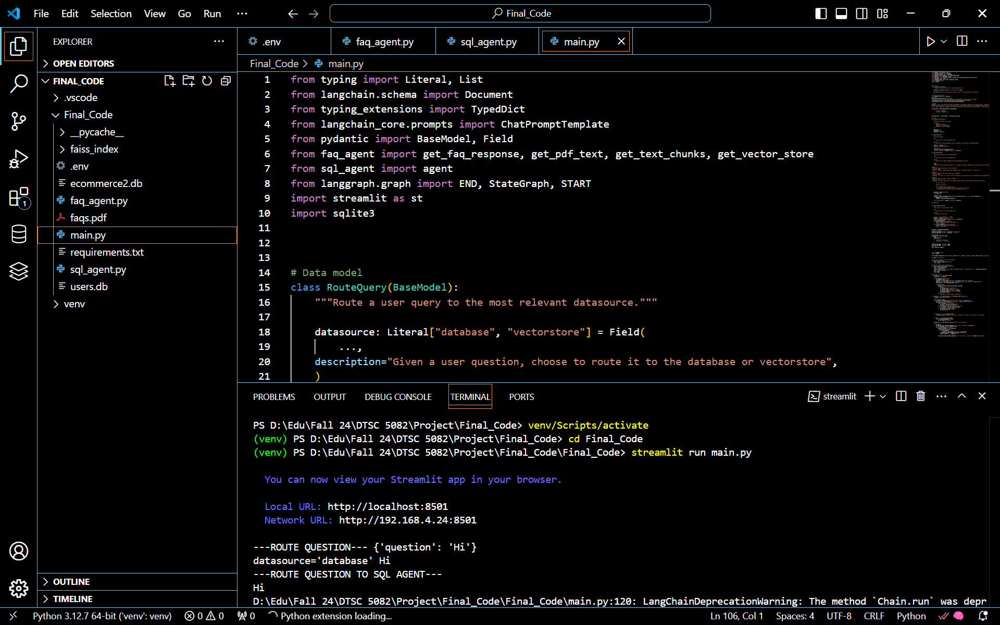 File Edit Selection View Go Run ···
Final_Code
EXPLORER
OPEN EDITORS
FINAL_CODE
.vscode
Final_Code
__pycache__
faiss_index
.env
ecommerce2.db
faq_agent.py
faqs.pdf
main.py
requirements.txt
sql_agent.py
users.db
venv
OUTLINE
TIMELINE
1
.env faq_agent.py sql_agent.py main.py
Final_Code > main.py
1 from typing import Literal, List
2 from langchain.schema import Document
3 from typing_extensions import TypedDict
4 from langchain_core.prompts import ChatPromptTemplate
5 from pydantic import BaseModel, Field
6 from faq_agent import get_faq_response, get_pdf_text, get_text_chunks, get_vector_store
7 from sql_agent import agent
8 from langgraph.graph import END, StateGraph, START
9 import streamlit as st
10 import sqlite3
11
12
13
14 # Data model
15 class RouteQuery(BaseModel):
16 """Route a user query to the most relevant datasource."""
17
18 datasource: Literal["database", "vectorstore"] = Field(
19 ...,
20 description="Given a user question, choose to route it to the database or vectorstore",
21 )
PROBLEMS OUTPUT DEBUG CONSOLE TERMINAL PORTS
streamlit
PS D:\Edu\Fall 24\DTSC 5082\Project\Final_Code> venv/Scripts/activate
(venv) PS D:\Edu\Fall 24\DTSC 5082\Project\Final_Code> cd Final_Code
(venv) PS D:\Edu\Fall 24\DTSC 5082\Project\Final_Code\Final_Code> streamlit run main.py
You can now view your Streamlit app in your browser.
Local URL: http://localhost:8501
Network URL: http://192.168.4.24:8501
---ROUTE QUESTION--- {'question': 'Hi'}
datasource='database' Hi
---ROUTE QUESTION TO SQL AGENT---
Hi
D:\Edu\Fall 24\DTSC 5082\Project\Final_Code\Final_Code\main.py:120: LangChainDeprecationWarning: The method `Chain.run` was depr
Python 3.12.7 64-bit ('venv': venv) 0 0 0 Python extension loading... Ln 106, Col 1 Spaces: 4 UTF-8 CRLF Python